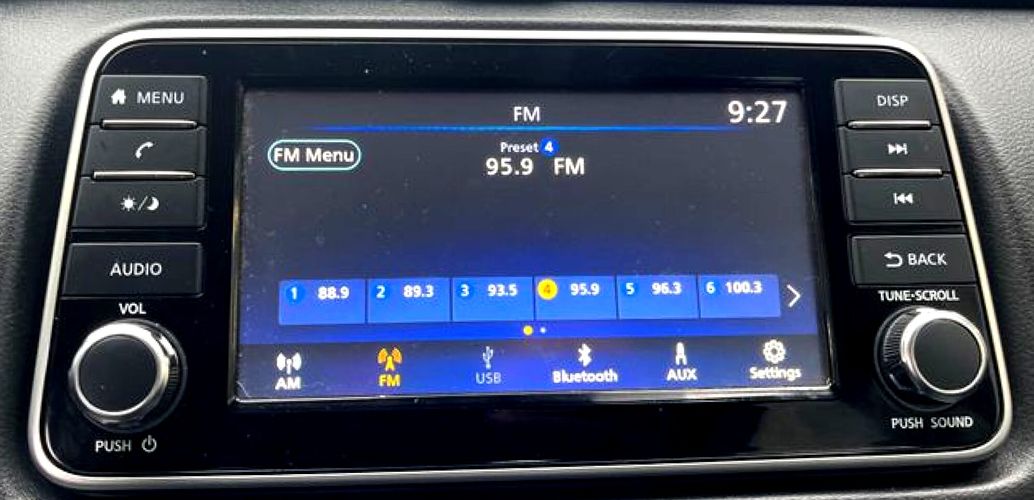 MENU
AUDIO
VOL
PUSH
FM
9:27
FM Menu
Preset 4
95.9 FM
1 88.9 2 89.3 3 93.5 4 95.9 5 96.3 6 100.3
AM FM USB Bluetooth AUX Settings
DISP
BACK
TUNE·SCROLL
PUSH SOUND